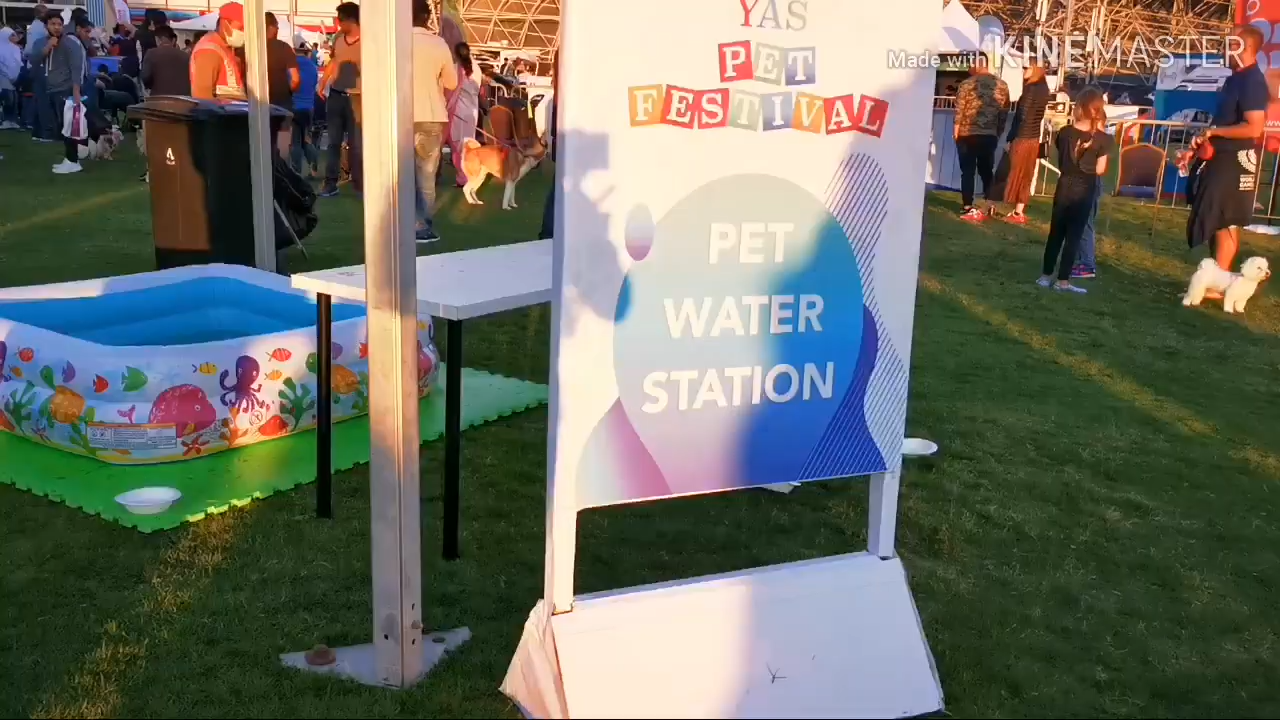 YAS
PET
FESTIVAL
PET
WATER
STATION
Made with KINEMASTER